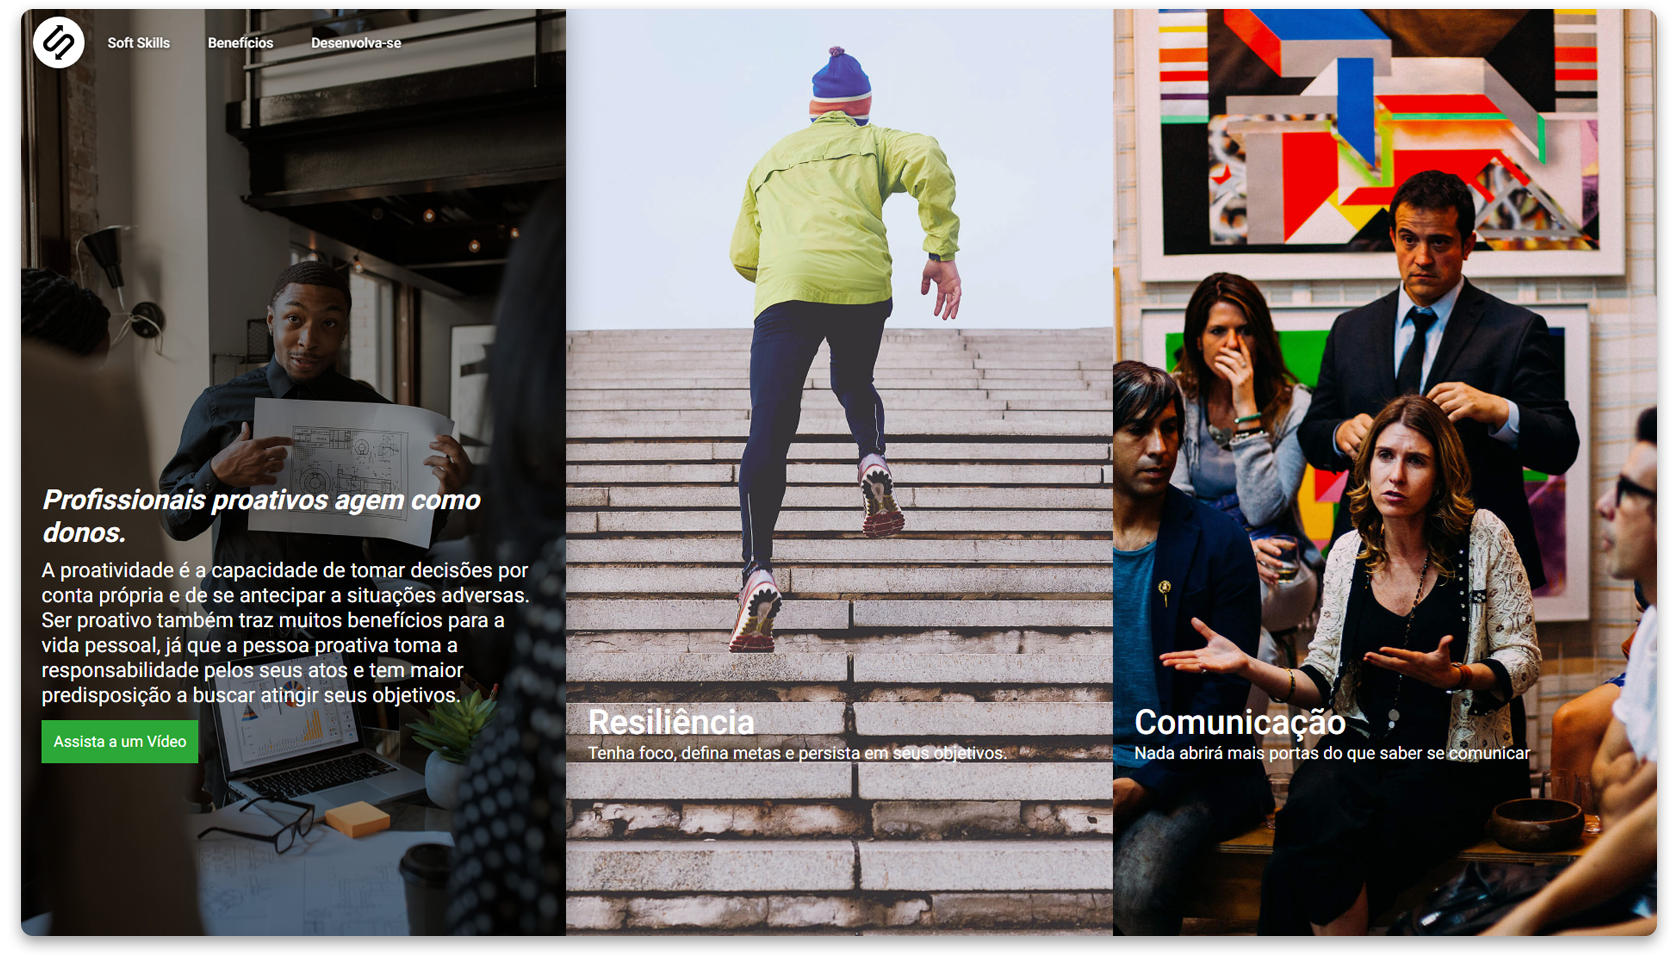 Soft Skills
Benefícios
Desenvolva-se
Profissionais proativos agem como
donos.
A proatividade é a capacidade de tomar decisões por
conta própria e de se antecipar a situações adversas.
Ser proativo também traz muitos benefícios para a
vida pessoal, já que a pessoa proativa toma a
responsabilidade pelos seus atos e tem maior
predisposição a buscar atingir seus objetivos.
Assista a um Vídeo
Resiliência
Tenha foco, defina metas e persista em seus objetivos.
Comunicação
Nada abrirá mais portas do que saber se comunicar